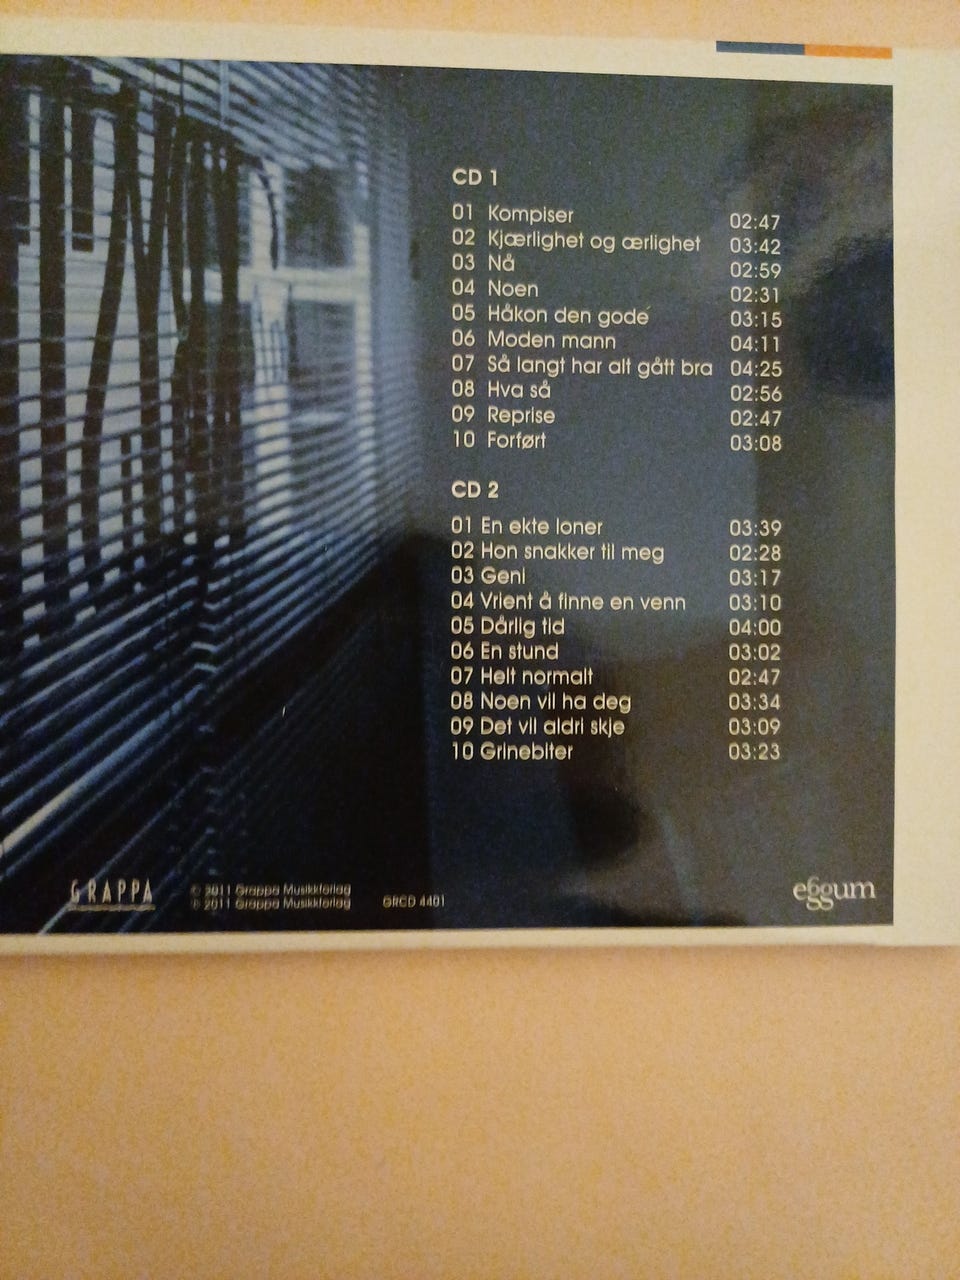 CD 1
01 Kompiser 02:47
02 Kjærlighet og ærlighet 03:42
03 Nå 02:59
04 Noen 02:31
05 Håkon den gode 03:15
06 Moden mann 04:11
07 Så langt har alt gått bra 04:25
08 Hva så 02:56
09 Reprise 02:47
10 Forført 03:08
CD 2
01 En ekte loner 03:39
02 Hon snakker til meg 02:28
03 Geni 03:17
04 Vrient å finne en venn 03:10
05 Dårlig tid 04:00
06 En stund 03:02
07 Helt normalt 02:47
08 Noen vil ha deg 03:34
09 Det vil aldri skje 03:09
10 Grinebiter 03:23
GRAPPA
© 2011 Grappa Musikkforlag
℗ 2011 Grappa Musikkforlag
GRCD 4401
eggum